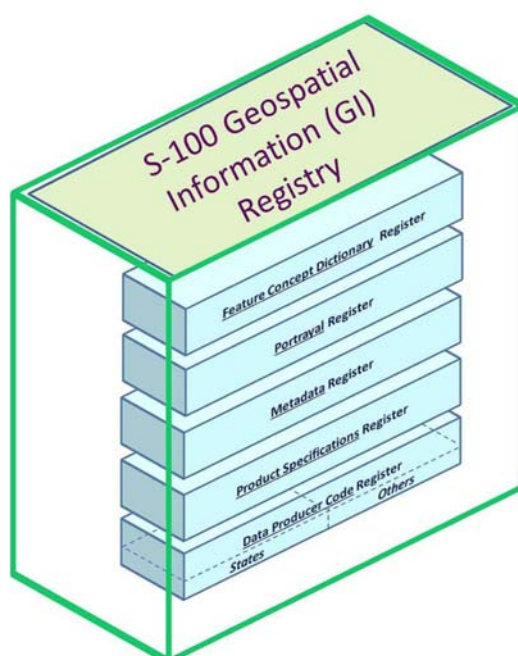 S-100 Geospatial
Information (GI)
Registry
Feature Concept Dictionary Register
Portrayal Register
Metadata Register
Product Specifications Register
Data Producer Code Register
States
Others